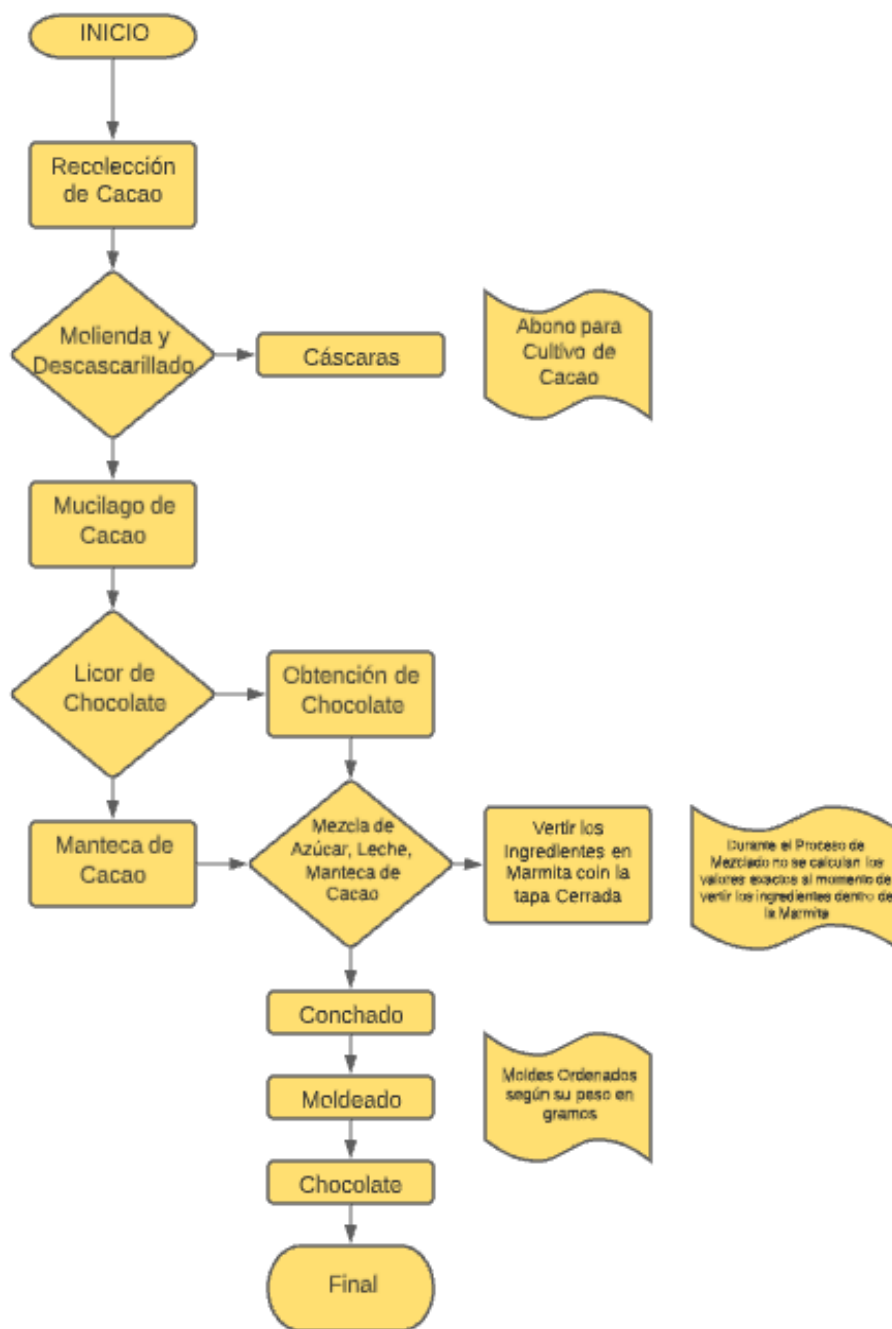 INICIO
Recolección
de Cacao
Molienda y
Descascarillado
Cáscaras
Abono para
Cultivo de
Cacao
Mucilago de
Cacao
Licor de
Chocolate
Obtención de
Chocolate
Manteca de
Cacao
Mezcla de
Azúcar, Leche,
Manteca de
Cacao
Vertir los
Ingredientes en
Marmita coin la
tapa Cerrada
Durante el Proceso de
Mezclado no se calculan los
valores exactos al momento de
vertir los ingredientes dentro de
la Marmita
Conchado
Moldeado
Moldes Ordenados
según su peso en
gramos
Chocolate
Final